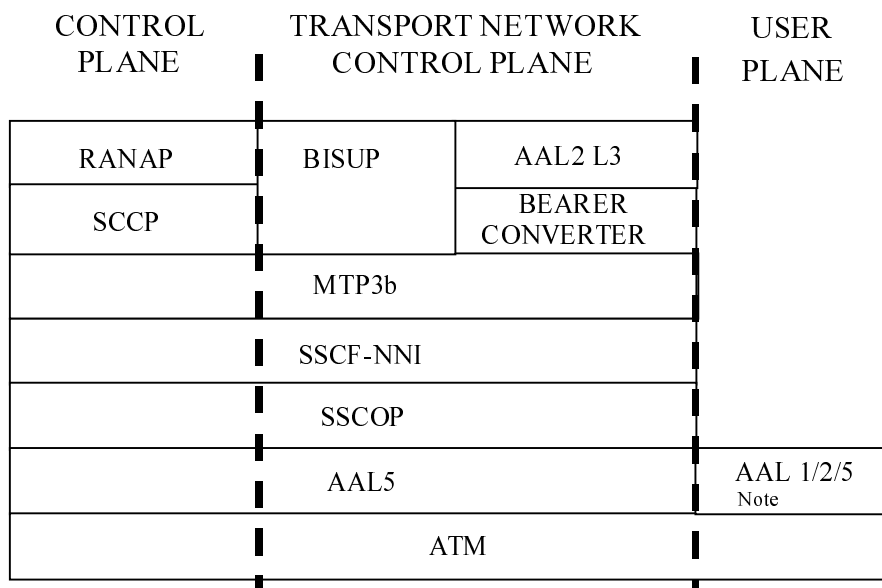 CONTROL
PLANE
TRANSPORT NETWORK
CONTROL PLANE
USER
PLANE
RANAP
BISUP
AAL2 L3
SCCP
BEARER
CONVERTER
MTP3b
SSCF-NNI
SSCOP
AAL5
AAL 1/2/5
Note
ATM